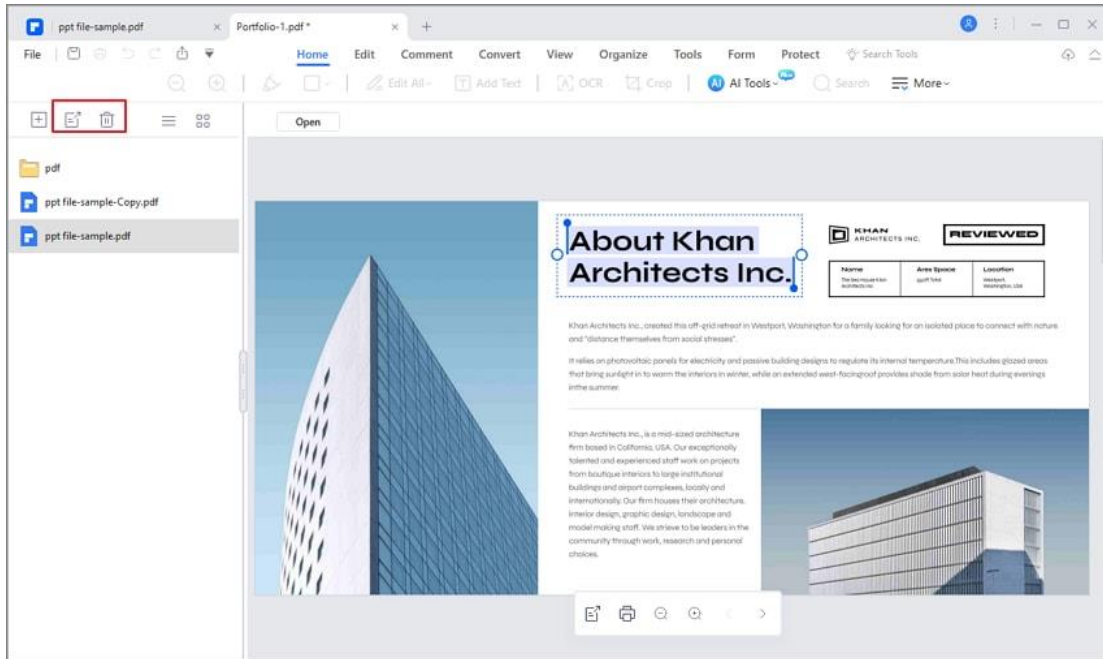 ppt file-sample.pdf
Portfolio-1.pdf *
File
Home Edit Comment Convert View Organize Tools Form Protect Search Tools
Edit All Add Text OCR Crop AI AI Tools Search More
Open
pdf
ppt file-sample-Copy.pdf
ppt file-sample.pdf
About Khan
Architects Inc.
KHAN
ARCHITECTS INC.
REVIEWED
Name Area Space Location
Westport,
Washington, USA
Khan Architects Inc., created this off-grid retreat in Westport, Washington for a family looking for an isolated place to connect with nature
and "distance themselves from social stresses".
It relies on photovoltaic panels for electricity and passive building designs to regulate its internal temperature.This includes glazed areas
that bring sunlight in to warm the interiors in winter, while an extended west-facingroof provides shade from solar heat during evenings
inthe summer.
Khan Architects Inc., is a mid-sized architecture
firm based in California, USA. Our exceptionally
talented and experienced staff work on projects
from boutique interiors to large institutional
buildings and airport complexes, locally and
internationally. Our firm houses their architecture,
interior design, graphic design, landscape and
model making staff. We strieve to be leaders in the
community through work, research and personal
choices.